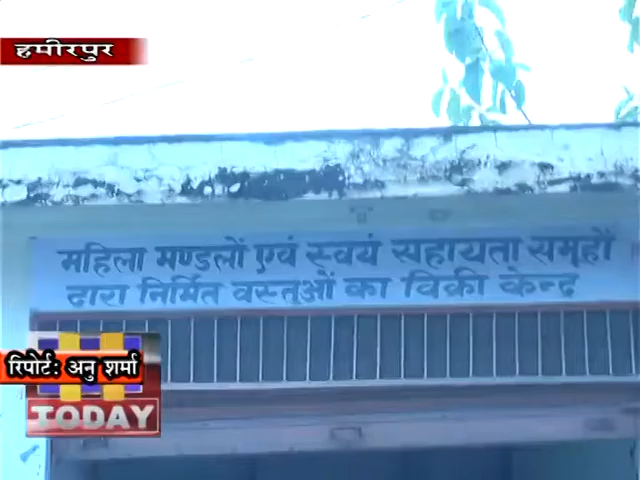 हमीरपुर
महिला मण्डलों एवं स्वयं सहायता समूहों
द्वारा निर्मित वस्तुओं का विक्री केन्द्र
रिपोर्ट: अनु शर्मा
TODAY